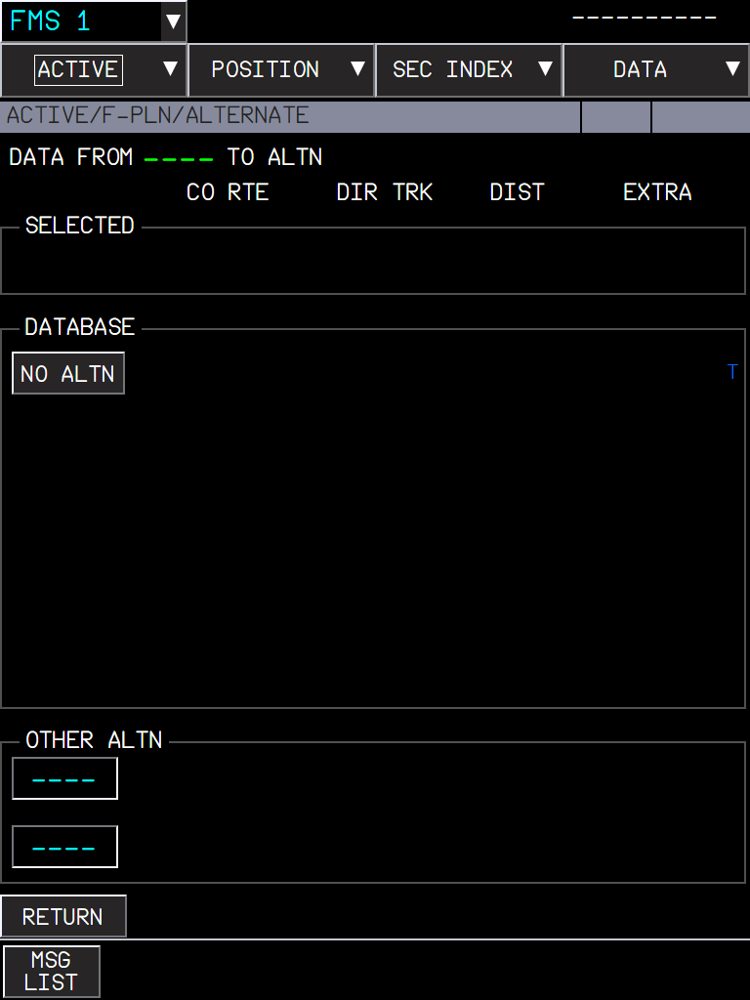 FMS 1 ▼ ----------
ACTIVE ▼ POSITION ▼ SEC INDEX ▼ DATA ▼
ACTIVE/F-PLN/ALTERNATE
DATA FROM ---- TO ALTN
CO RTE DIR TRK DIST EXTRA
SELECTED
DATABASE
NO ALTN T
OTHER ALTN
----
----
RETURN
MSG
LIST